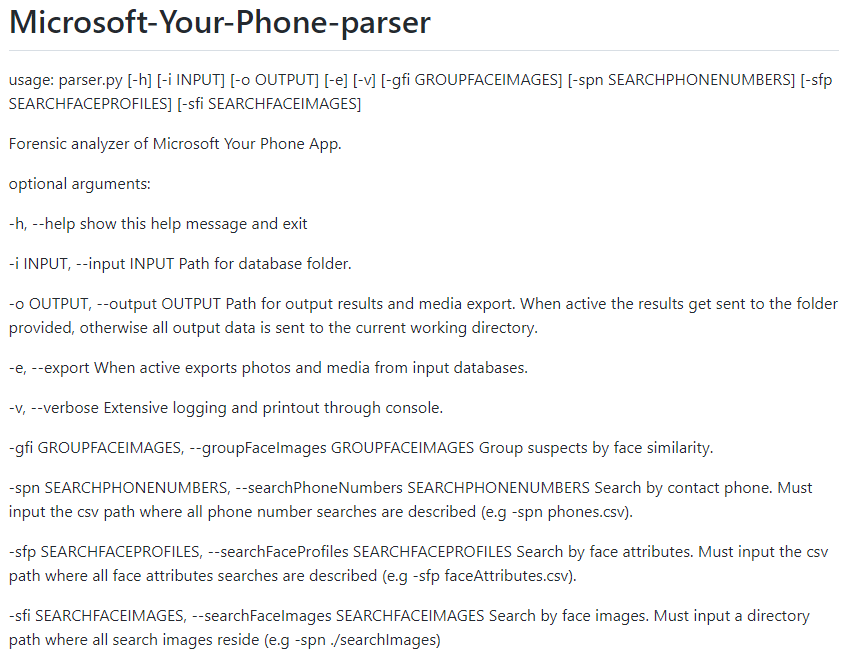 Microsoft-Your-Phone-parser
usage: parser.py [-h] [-i INPUT] [-o OUTPUT] [-e] [-v] [-gfi GROUPFACEIMAGES] [-spn SEARCHPHONENUMBERS] [-sfp
SEARCHFACEPROFILES] [-sfi SEARCHFACEIMAGES]
Forensic analyzer of Microsoft Your Phone App.
optional arguments:
-h, --help show this help message and exit
-i INPUT, --input INPUT Path for database folder.
-o OUTPUT, --output OUTPUT Path for output results and media export. When active the results get sent to the folder
provided, otherwise all output data is sent to the current working directory.
-e, --export When active exports photos and media from input databases.
-v, --verbose Extensive logging and printout through console.
-gfi GROUPFACEIMAGES, --groupFaceImages GROUPFACEIMAGES Group suspects by face similarity.
-spn SEARCHPHONENUMBERS, --searchPhoneNumbers SEARCHPHONENUMBERS Search by contact phone. Must
input the csv path where all phone number searches are described (e.g -spn phones.csv).
-sfp SEARCHFACEPROFILES, --searchFaceProfiles SEARCHFACEPROFILES Search by face attributes. Must input the csv
path where all face attributes searches are described (e.g -sfp faceAttributes.csv).
-sfi SEARCHFACEIMAGES, --searchFaceImages SEARCHFACEIMAGES Search by face images. Must input a directory
path where all search images reside (e.g -spn ./searchImages)